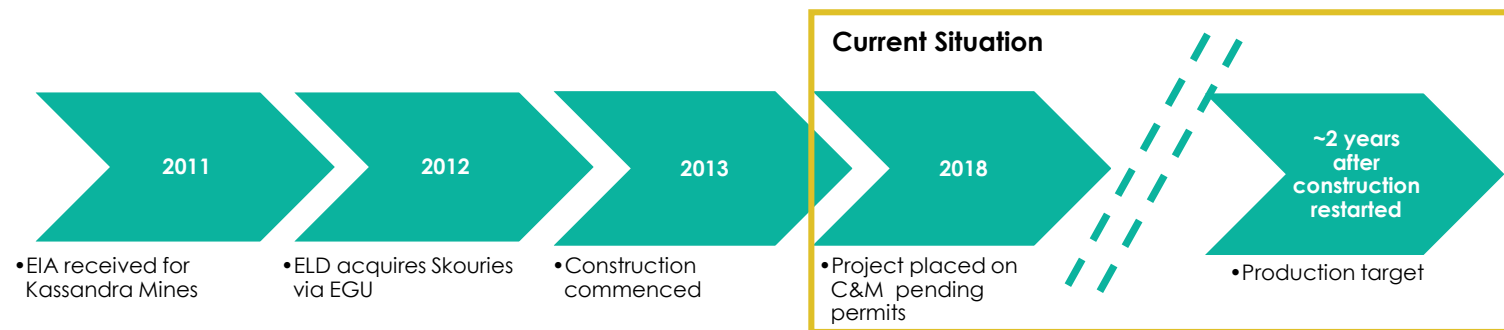 Current Situation
2011
2012
2013
2018
~2 years
after
construction
restarted
•EIA received for
Kassandra Mines
•ELD acquires Skouries
via EGU
•Construction
commenced
•Project placed on
C&M pending
permits
•Production target